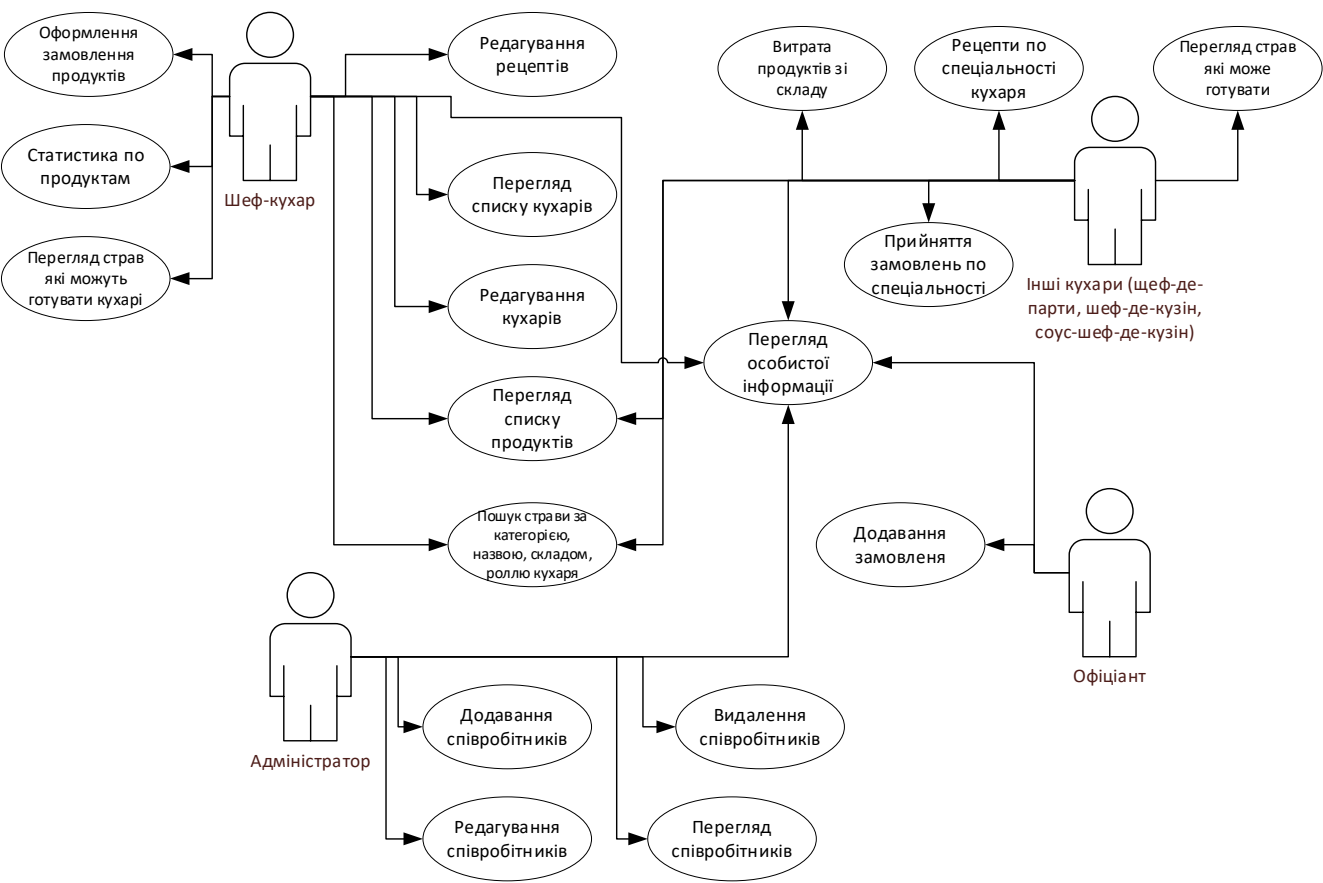 Оформлення
замовлення
продуктів
Редагування
рецептів
Витрата
продуктів зі
складу
Рецепти по
спеціальності
кухаря
Перегляд страв
які може
готувати
Статистика по
продуктам
Шеф-кухар
Перегляд
списку кухарів
Прийняття
замовлень по
спеціальності
Перегляд страв
які можуть
готувати кухарі
Редагування
кухарів
Інші кухари (щеф-де-
парти, шеф-де-кузін,
соус-шеф-де-кузін)
Перегляд
особистої
інформації
Перегляд
списку
продуктів
Пошук страви за
категорією,
назвою, складом,
роллю кухаря
Додавання
замовленя
Офіціант
Адміністратор
Додавання
співробітників
Видалення
співробітників
Редагування
співробітників
Перегляд
співробітників